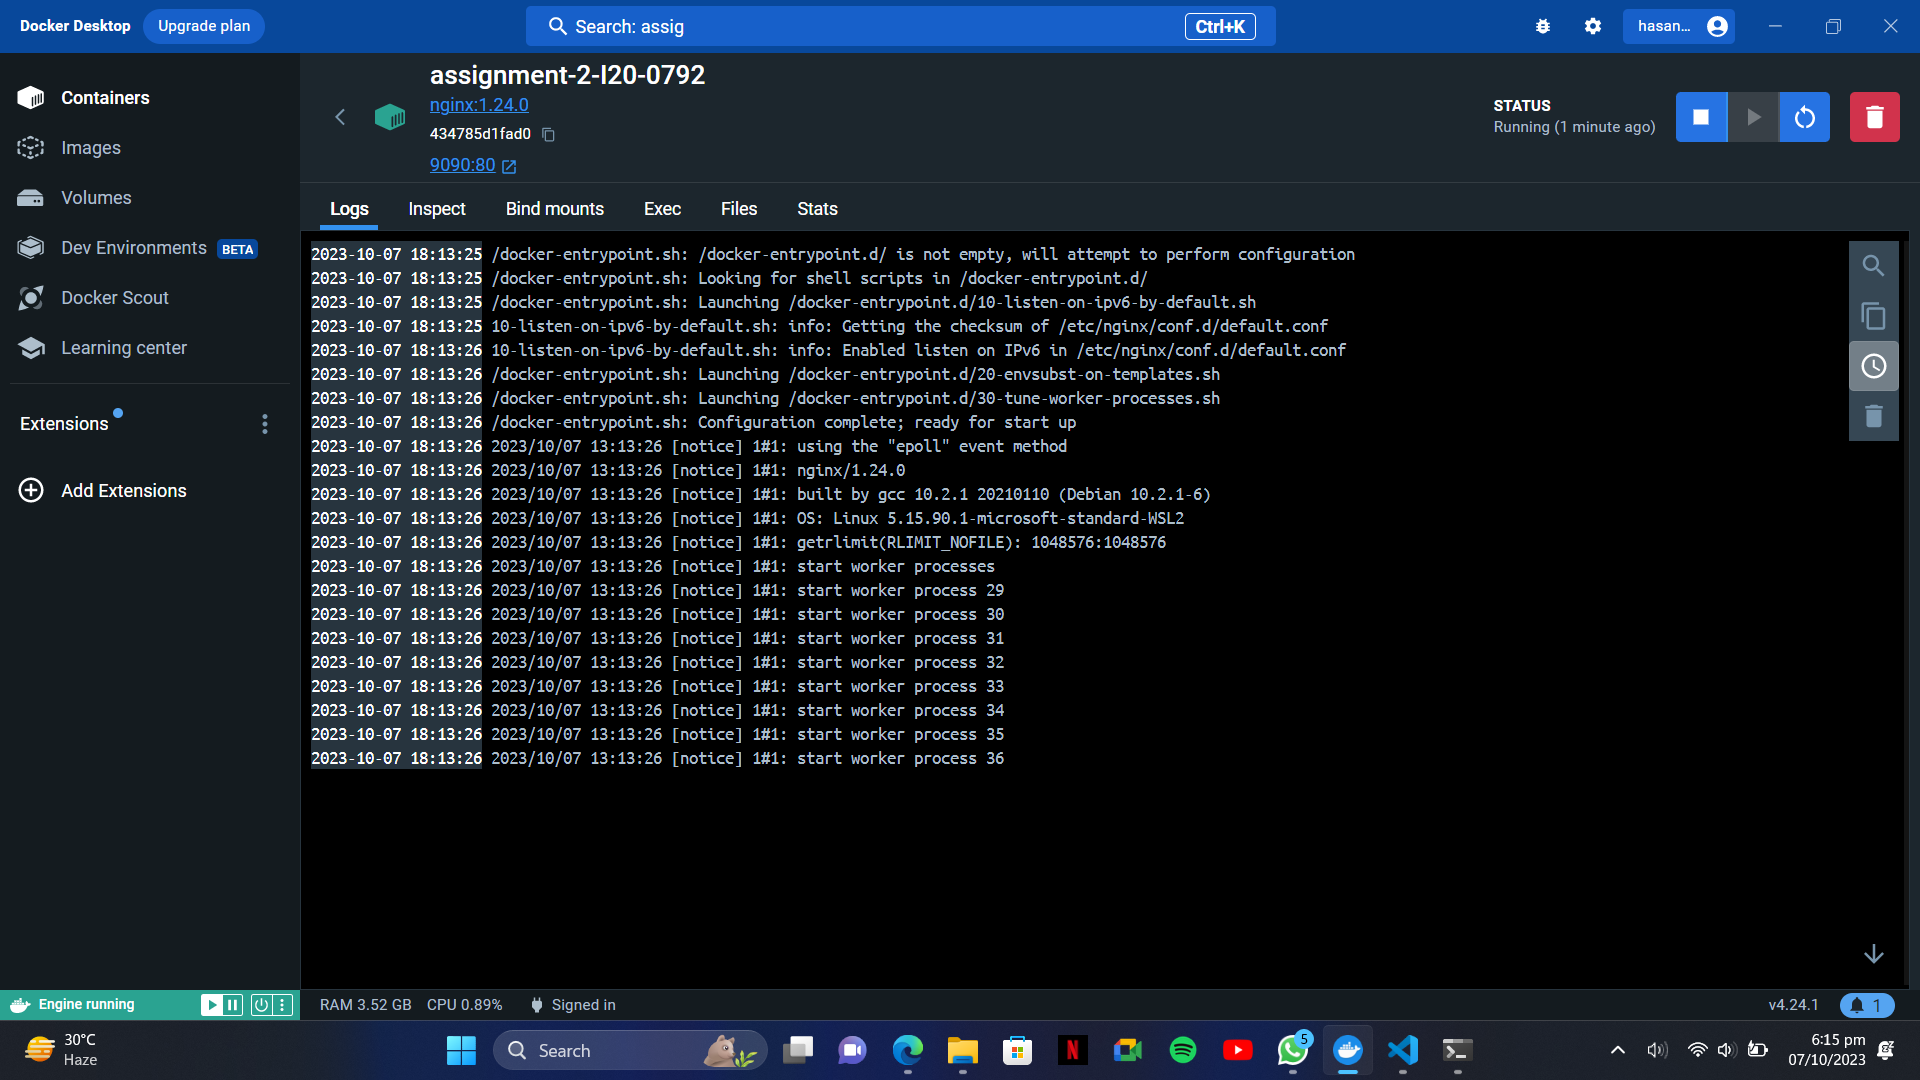 Docker Desktop
Upgrade plan
Search: assig
Ctrl+K
hasan...
Containers
Images
Volumes
Dev Environments BETA
Docker Scout
Learning center
Extensions
Add Extensions
assignment-2-I20-0792
nginx:1.24.0
434785d1fad0
9090:80
STATUS
Running (1 minute ago)
Logs Inspect Bind mounts Exec Files Stats
2023-10-07 18:13:25 /docker-entrypoint.sh: /docker-entrypoint.d/ is not empty, will attempt to perform configuration
2023-10-07 18:13:25 /docker-entrypoint.sh: Looking for shell scripts in /docker-entrypoint.d/
2023-10-07 18:13:25 /docker-entrypoint.sh: Launching /docker-entrypoint.d/10-listen-on-ipv6-by-default.sh
2023-10-07 18:13:25 10-listen-on-ipv6-by-default.sh: info: Getting the checksum of /etc/nginx/conf.d/default.conf
2023-10-07 18:13:26 10-listen-on-ipv6-by-default.sh: info: Enabled listen on IPv6 in /etc/nginx/conf.d/default.conf
2023-10-07 18:13:26 /docker-entrypoint.sh: Launching /docker-entrypoint.d/20-envsubst-on-templates.sh
2023-10-07 18:13:26 /docker-entrypoint.sh: Launching /docker-entrypoint.d/30-tune-worker-processes.sh
2023-10-07 18:13:26 /docker-entrypoint.sh: Configuration complete; ready for start up
2023-10-07 18:13:26 2023/10/07 13:13:26 [notice] 1#1: using the "epoll" event method
2023-10-07 18:13:26 2023/10/07 13:13:26 [notice] 1#1: nginx/1.24.0
2023-10-07 18:13:26 2023/10/07 13:13:26 [notice] 1#1: built by gcc 10.2.1 20210110 (Debian 10.2.1-6)
2023-10-07 18:13:26 2023/10/07 13:13:26 [notice] 1#1: OS: Linux 5.15.90.1-microsoft-standard-WSL2
2023-10-07 18:13:26 2023/10/07 13:13:26 [notice] 1#1: getrlimit(RLIMIT_NOFILE): 1048576:1048576
2023-10-07 18:13:26 2023/10/07 13:13:26 [notice] 1#1: start worker processes
2023-10-07 18:13:26 2023/10/07 13:13:26 [notice] 1#1: start worker process 29
2023-10-07 18:13:26 2023/10/07 13:13:26 [notice] 1#1: start worker process 30
2023-10-07 18:13:26 2023/10/07 13:13:26 [notice] 1#1: start worker process 31
2023-10-07 18:13:26 2023/10/07 13:13:26 [notice] 1#1: start worker process 32
2023-10-07 18:13:26 2023/10/07 13:13:26 [notice] 1#1: start worker process 33
2023-10-07 18:13:26 2023/10/07 13:13:26 [notice] 1#1: start worker process 34
2023-10-07 18:13:26 2023/10/07 13:13:26 [notice] 1#1: start worker process 35
2023-10-07 18:13:26 2023/10/07 13:13:26 [notice] 1#1: start worker process 36
Engine running
RAM 3.52 GB CPU 0.89% Signed in
v4.24.1
1
30°C
Haze
Search
N
5
6:15 pm
07/10/2023